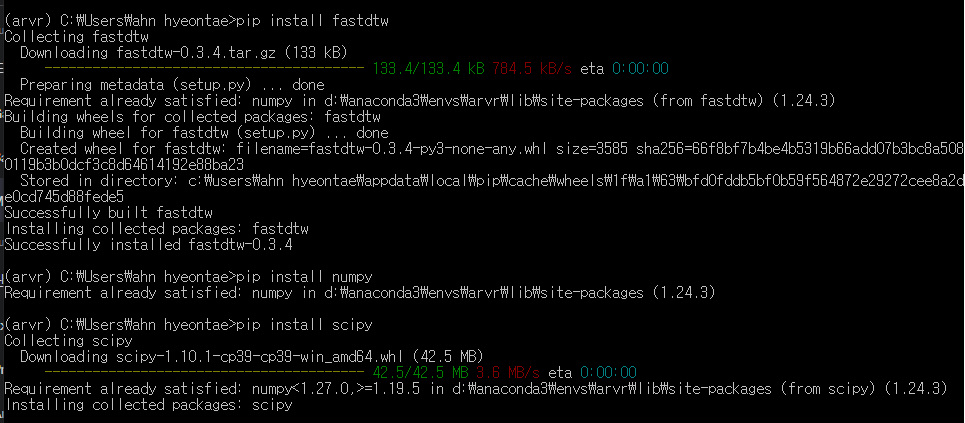 (arvr) C:₩Users₩ahn hyeontae>pip install fastdtw
Collecting fastdtw
Downloading fastdtw-0.3.4.tar.gz (133 kB)
---------------------------------------- 133.4/133.4 kB 784.5 kB/s eta 0:00:00
Preparing metadata (setup.py) ... done
Requirement already satisfied: numpy in d:₩anaconda3₩envs₩arvr₩lib₩site-packages (from fastdtw) (1.24.3)
Building wheels for collected packages: fastdtw
Building wheel for fastdtw (setup.py) ... done
Created wheel for fastdtw: filename=fastdtw-0.3.4-py3-none-any.whl size=3585 sha256=66f8bf7b4be4b5319b66add07b3bc8a508
0119b3b0dcf3c8d64614192e88ba23
Stored in directory: c:₩users₩ahn hyeontae₩appdata₩local₩pip₩cache₩wheels₩1f₩a1₩63₩bfd0fddb5bf0b59f564872e29272cee8a2d
e0cd745d88fede5
Successfully built fastdtw
Installing collected packages: fastdtw
Successfully installed fastdtw-0.3.4
(arvr) C:₩Users₩ahn hyeontae>pip install numpy
Requirement already satisfied: numpy in d:₩anaconda3₩envs₩arvr₩lib₩site-packages (1.24.3)
(arvr) C:₩Users₩ahn hyeontae>pip install scipy
Collecting scipy
Downloading scipy-1.10.1-cp39-cp39-win_amd64.whl (42.5 MB)
---------------------------------------- 42.5/42.5 MB 3.6 MB/s eta 0:00:00
Requirement already satisfied: numpy<1.27.0,>=1.19.5 in d:₩anaconda3₩envs₩arvr₩lib₩site-packages (from scipy) (1.24.3)
Installing collected packages: scipy